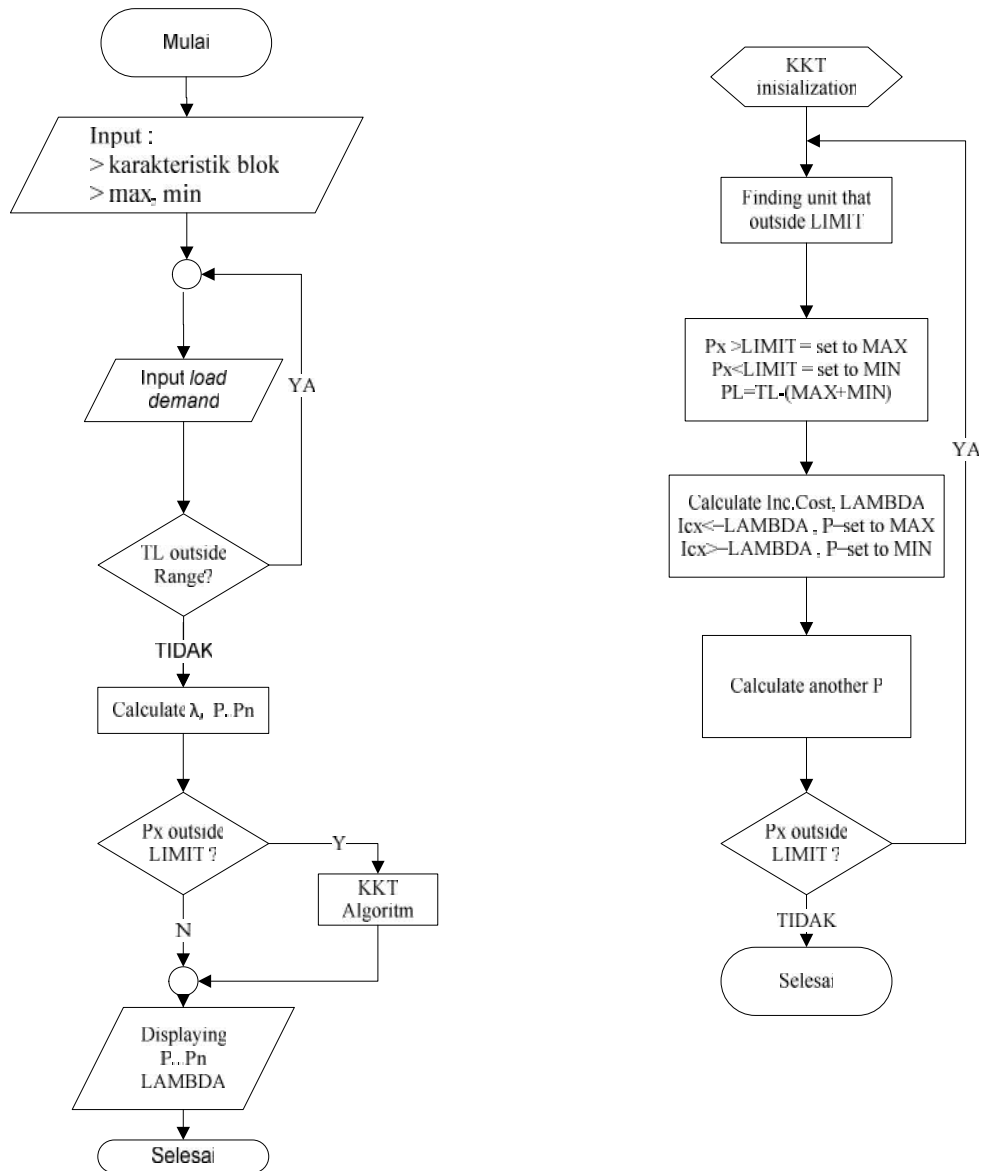 Mulai
Input :
> karakteristik blok
> max, min
Input load
demand
YA
TL outside
Range?
TIDAK
Calculate λ, P..Pn
Px outside
LIMIT ?
Y
KKT
Algoritm
N
Displaying
P...Pn
LAMBDA
Selesai
KKT
inisialization
Finding unit that
outside LIMIT
Px >LIMIT = set to MAX
Px<LIMIT = set to MIN
PL=TL-(MAX+MIN)
YA
Calculate Inc.Cost, LAMBDA
Icx<=LAMBDA , P=set to MAX
Icx>=LAMBDA , P=set to MIN
Calculate another P
Px outside
LIMIT ?
TIDAK
Selesai